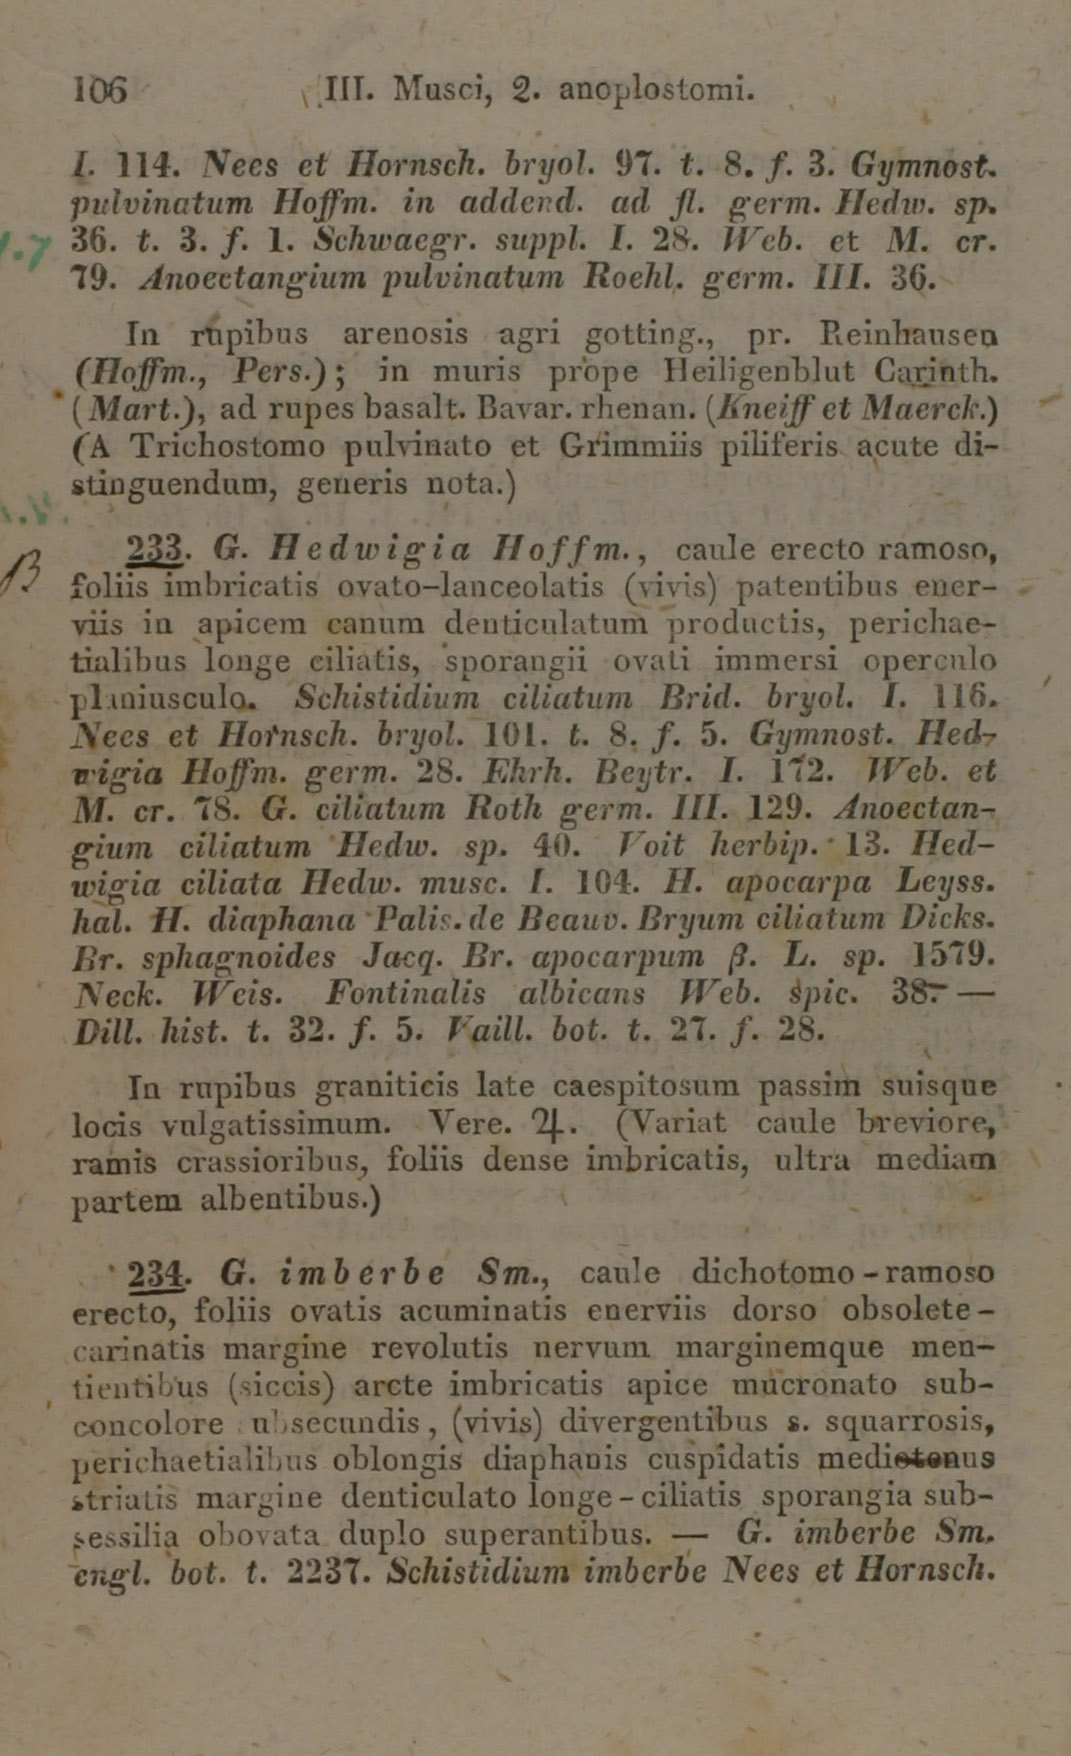 106 III. Musci, 2. anoplostomi.
I. 114. Nees et Hornsch. bryol. 97. t. 8. f. 3. Gymnost.
pulvinatum Hoffm. in addend. ad fl. germ. Hedw. sp.
36. t. 3. f. 1. Schwaegr. suppl. I. 28. Web. et M. cr.
79. Anoectangium pulvinatum Roehl. germ. III. 36.
In rupibus arenosis agri gotting., pr. Reinhausen
(Hoffm., Pers.); in muris prope Heiligenblut Carinth.
(Mart.), ad rupes basalt. Bavar. rhenan. (Kneiff et Maerck.)
(A Trichostomo pulvinato et Grimmiis piliferis acute di-
stinguendum, generis nota.)
B
233. G. Hedwigia Hoffm., caule erecto ramoso,
foliis imbricatis ovato-lanceolatis (vivis) patentibus ener-
viis in apicem canum denticulatum productis, perichae-
tialibus longe ciliatis, sporangii ovati immersi operculo
planiusculo. Schistidium ciliatum Brid. bryol. I. 116.
Nees et Hornsch. bryol. 101. t. 8. f. 5. Gymnost. Hed-
wigia Hoffm. germ. 28. Ehrh. Beytr. I. 172. Web. et
M. cr. 78. G. ciliatum Roth germ. III. 129. Anoectan-
gium ciliatum Hedw. sp. 40. Voit herbip. 13. Hed-
wigia ciliata Hedw. musc. I. 104. H. apocarpa Leyss.
hal. H. diaphana Palis. de Beauv. Bryum ciliatum Dicks.
Br. sphagnoides Jacq. Br. apocarpum β. L. sp. 1579.
Neck. Weis. Fontinalis albicans Web. spic. 38. —
Dill. hist. t. 32. f. 5. Vaill. bot. t. 27. f. 28.
In rupibus graniticis late caespitosum passim suisque
locis vulgatissimum. Vere. ♃. (Variat caule breviore,
ramis crassioribus, foliis dense imbricatis, ultra mediam
partem albentibus.)
234. G. imberbe Sm., caule dichotomo-ramoso
erecto, foliis ovatis acuminatis enerviis dorso obsolete-
carinatis margine revolutis nervum marginemque men-
tientibus (siccis) arcte imbricatis apice mucronato sub-
concolore subsecundis, (vivis) divergentibus s. squarrosis,
perichaetialibus oblongis diaphanis cuspidatis medietenus
striatis margine denticulato longe-ciliatis sporangia sub-
sessilia obovata duplo superantibus. — G. imberbe Sm.
engl. bot. t. 2237. Schistidium imberbe Nees et Hornsch.